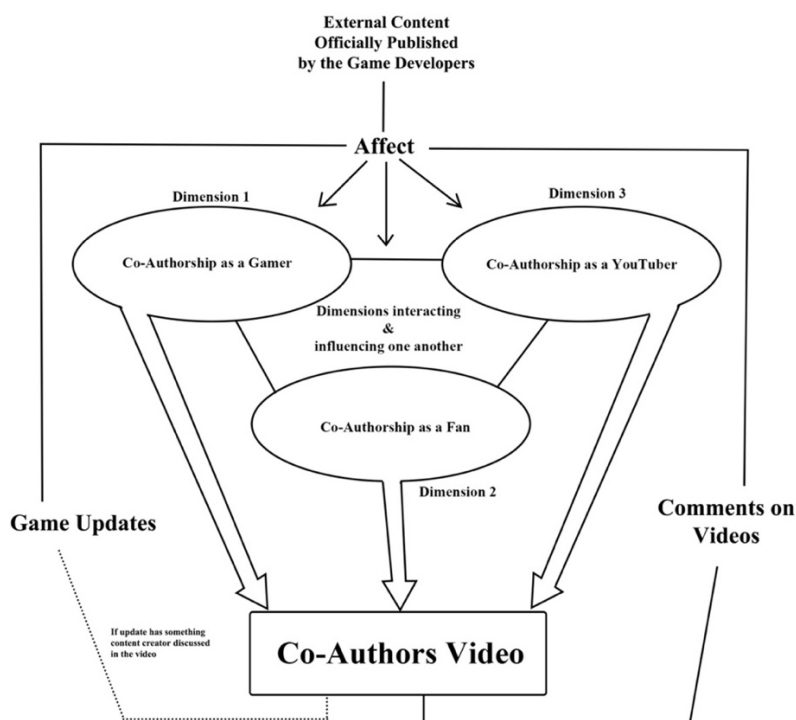 External Content
Officially Published
by the Game Developers
Affect
Dimension 1
Dimension 3
Co-Authorship as a Gamer
Co-Authorship as a YouTuber
Dimensions interacting
&
influencing one another
Co-Authorship as a Fan
Dimension 2
Game Updates
Comments on
Videos
If update has something
content creator discussed
in the video
Co-Authors Video